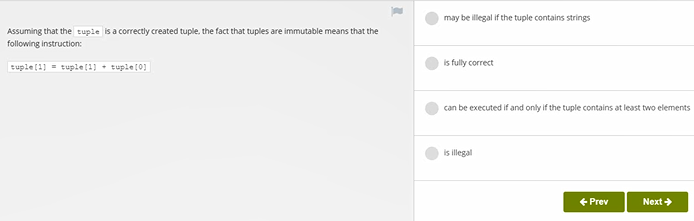 Assuming that the tuple is a correctly created tuple, the fact that tuples are immutable means that the
following instruction:
tuple[1] = tuple[1] + tuple[0]
may be illegal if the tuple contains strings
is fully correct
can be executed if and only if the tuple contains at least two elements
is illegal
Prev Next